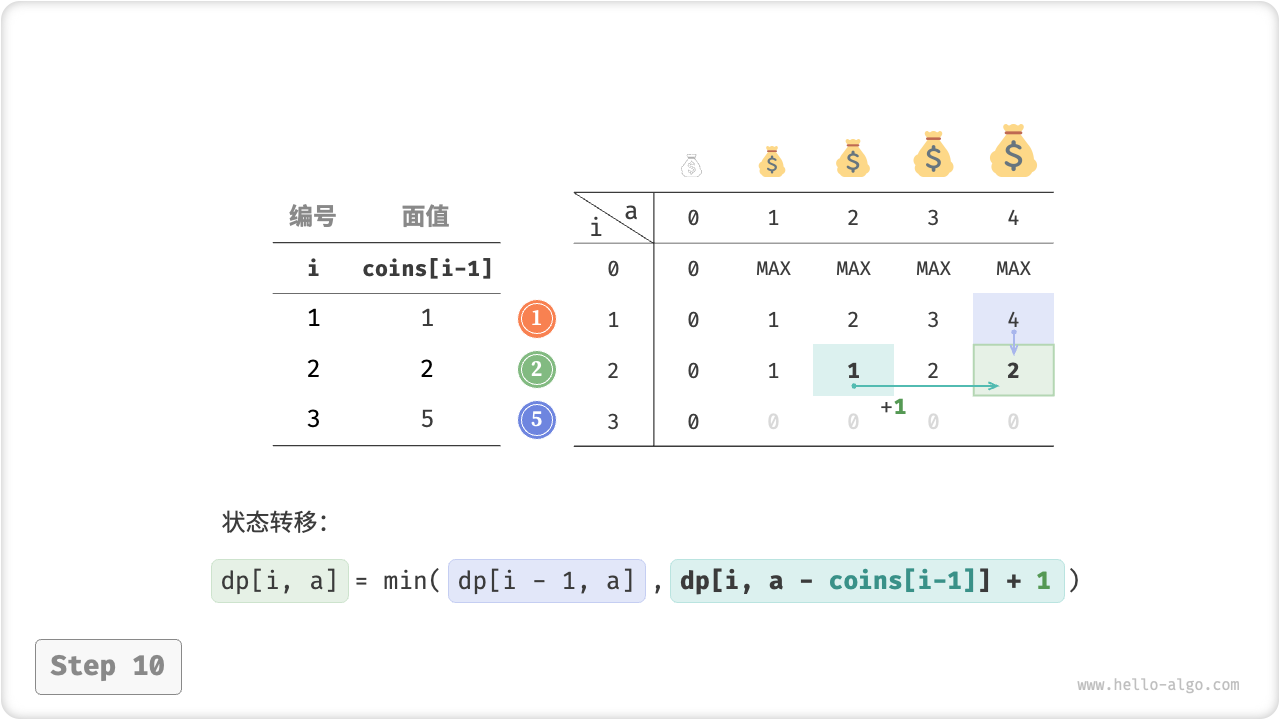 编号 面值
i coins[i-1]
1 1
2 2
3 5
1
2
5
$ $ $ $ $
a
i
0 1 2 3 4
0 0 MAX MAX MAX MAX
1 0 1 2 3 4
2 0 1 1 2 2
+1
3 0 0 0 0 0
状态转移：
dp[i, a] = min( dp[i - 1, a] , dp[i, a - coins[i-1]] + 1 )
Step 10
www.hello-algo.com